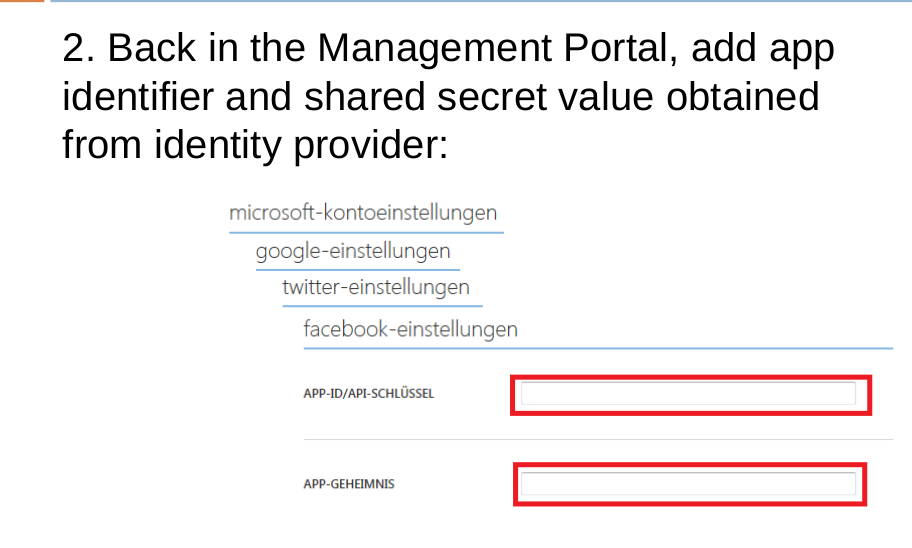 2. Back in the Management Portal, add app
identifier and shared secret value obtained
from identity provider:
microsoft-kontoeinstellungen
google-einstellungen
twitter-einstellungen
facebook-einstellungen
APP-ID/API-SCHLÜSSEL
APP-GEHEIMNIS